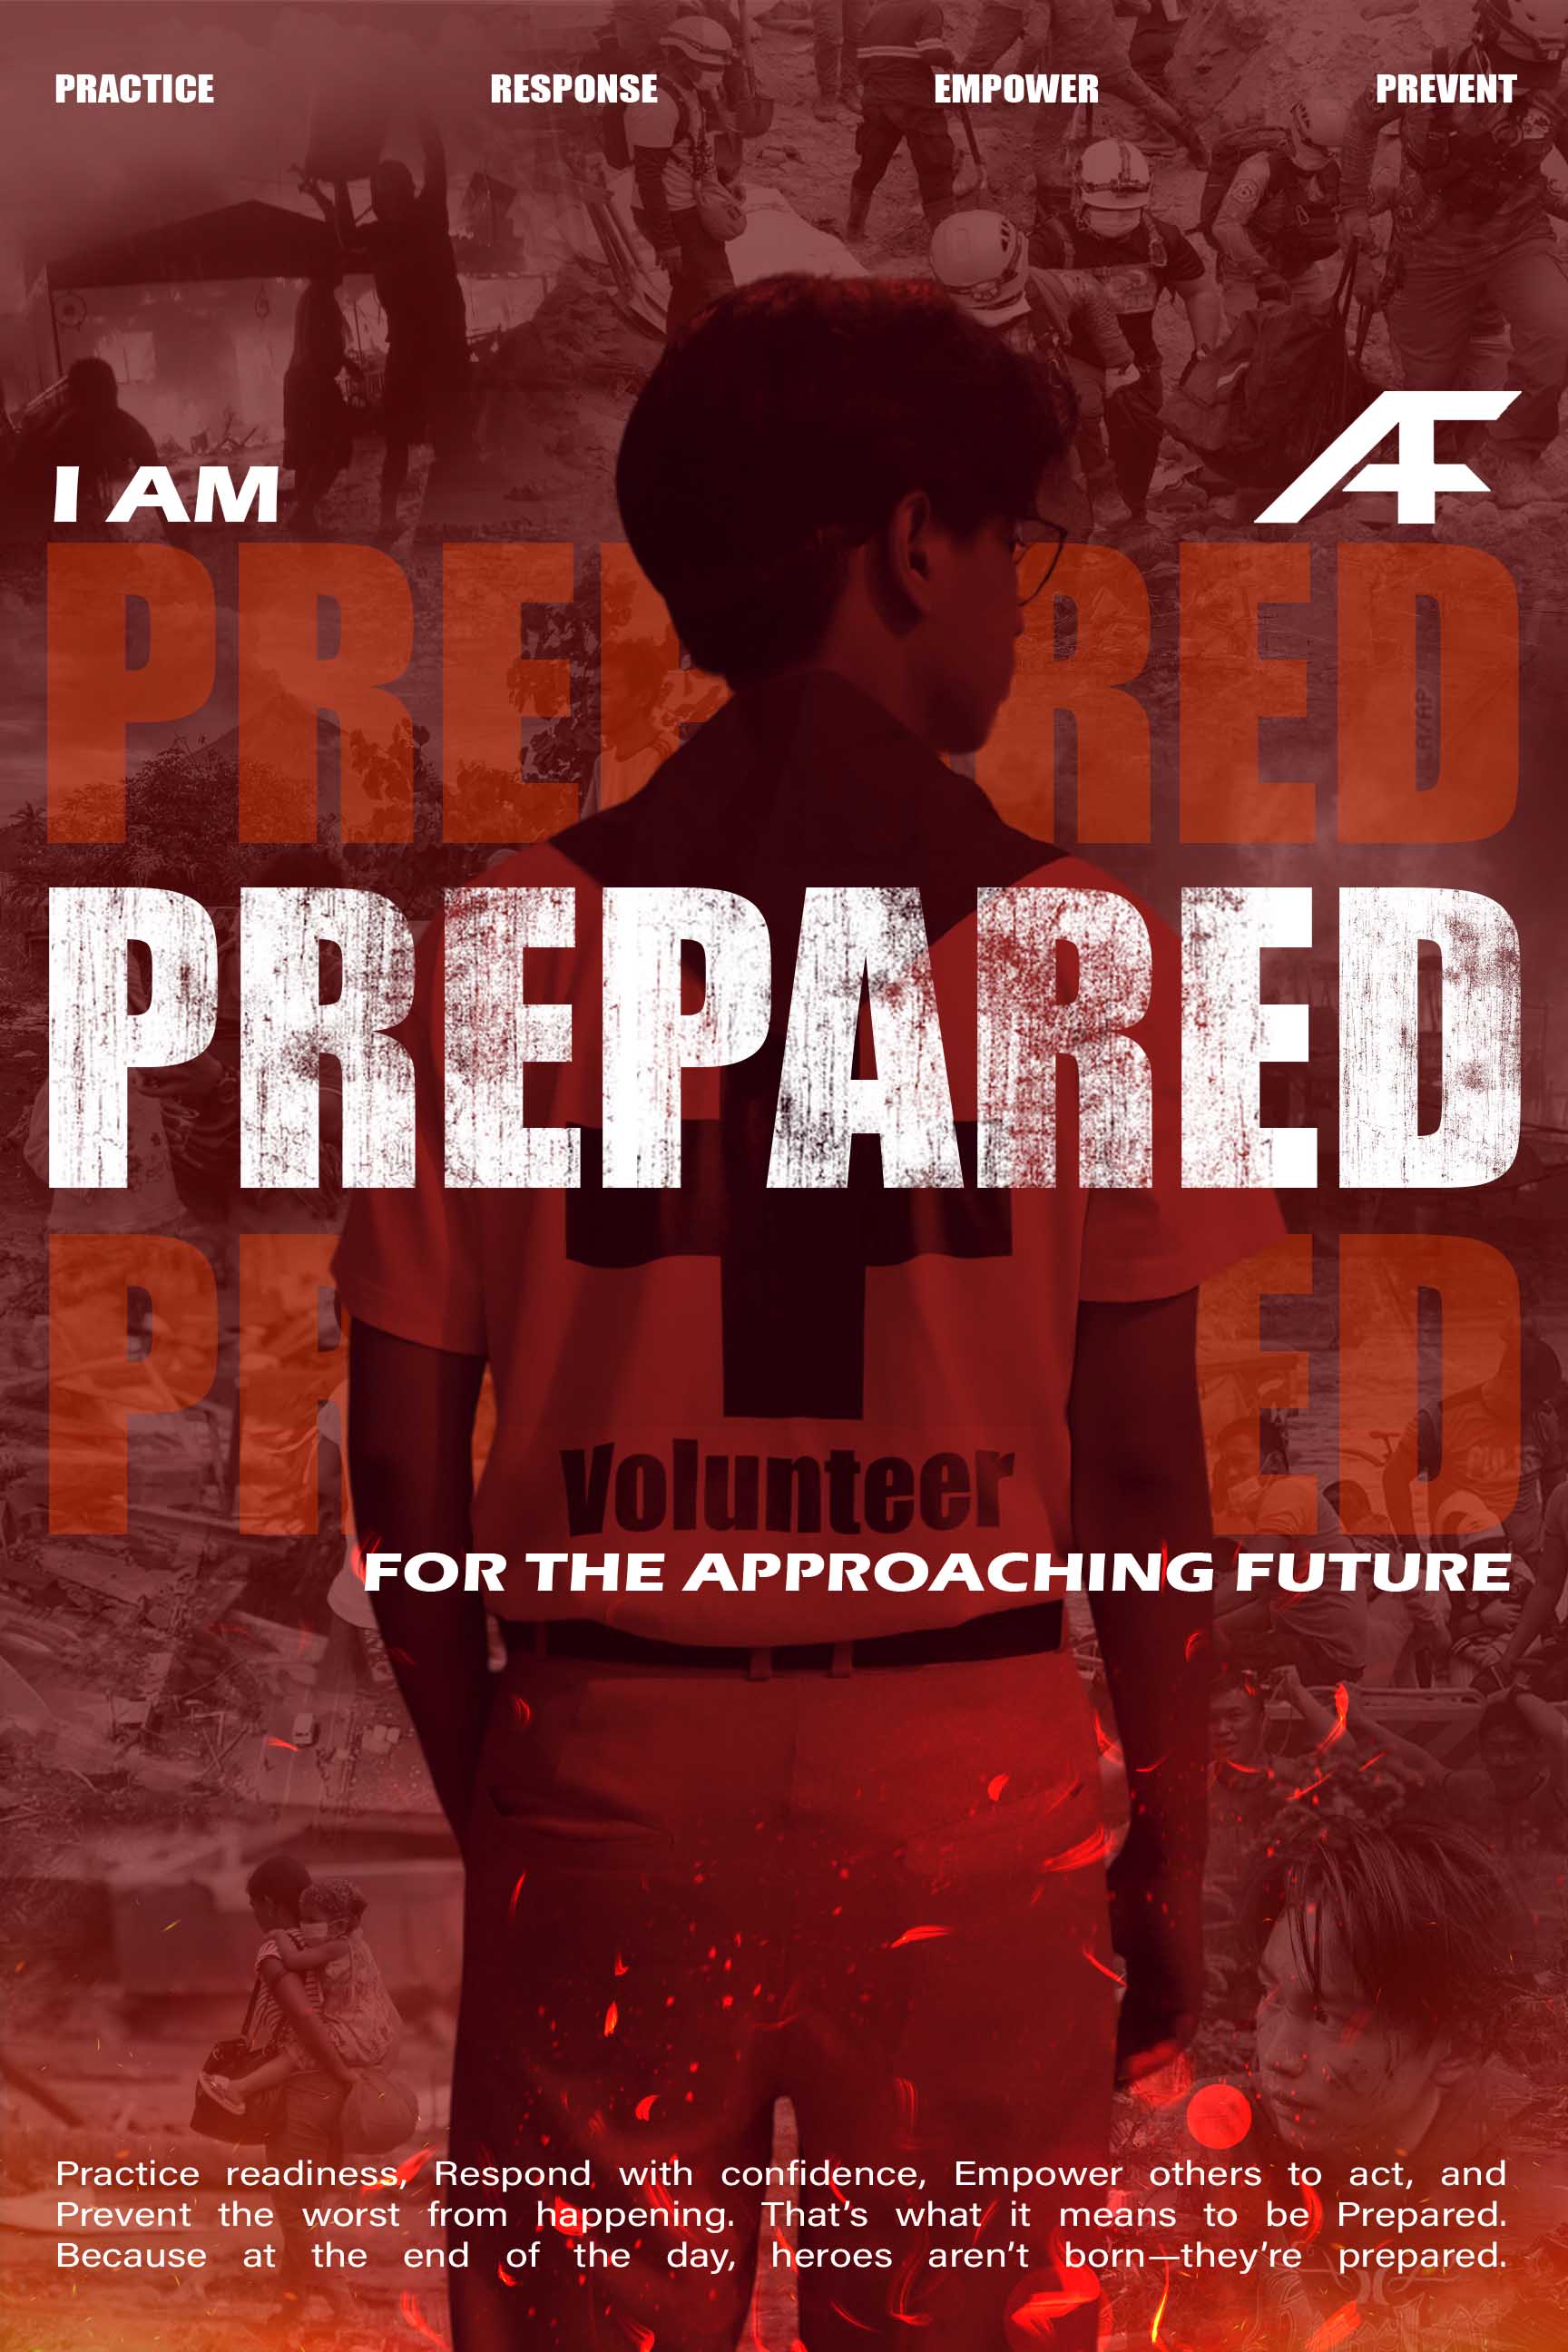 PRACTICE RESPONSE EMPOWER PREVENT
I AM
AF
PREPARED
PREPARED
PRED
Volunteer
FOR THE APPROACHING FUTURE
Practice readiness, Respond with confidence, Empower others to act, and
Prevent the worst from happening. That’s what it means to be Prepared.
Because at the end of the day, heroes aren’t born—they’re prepared.